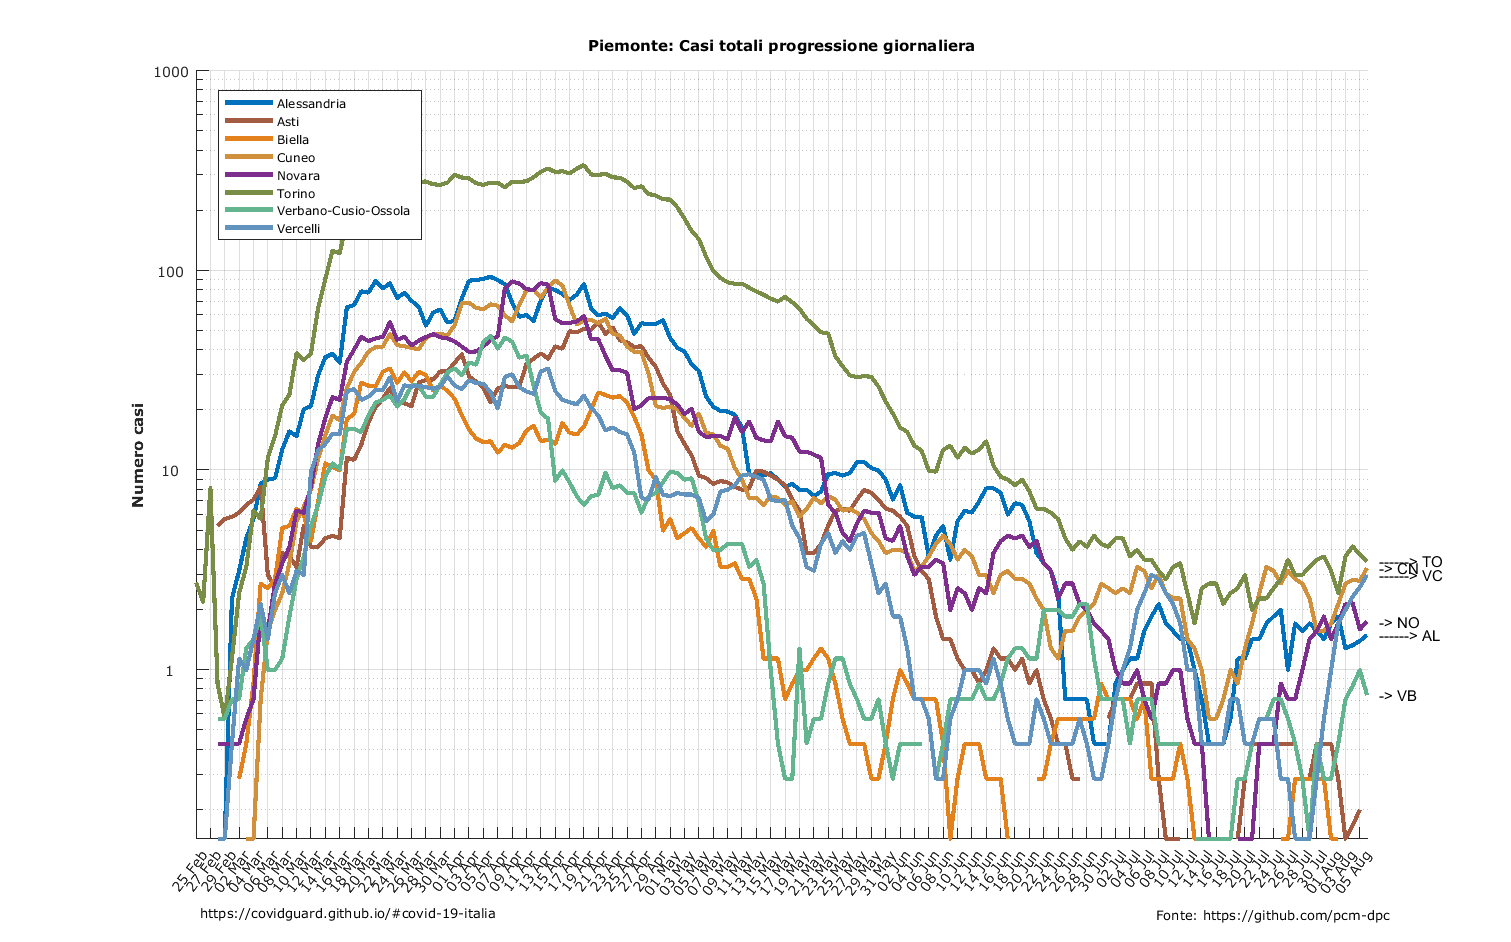 Piemonte: Casi totali progressione giornaliera
1000
100
10
1
Numero casi
Alessandria
Asti
Biella
Cuneo
Novara
Torino
Verbano-Cusio-Ossola
Vercelli
------> TO
-> CN
------> VC
-> NO
------> AL
-> VB
25 Feb
27 Feb
29 Feb
02 Mar
04 Mar
06 Mar
08 Mar
10 Mar
12 Mar
14 Mar
16 Mar
18 Mar
20 Mar
22 Mar
24 Mar
26 Mar
28 Mar
30 Mar
01 Apr
03 Apr
05 Apr
07 Apr
09 Apr
11 Apr
13 Apr
15 Apr
17 Apr
19 Apr
21 Apr
23 Apr
25 Apr
27 Apr
29 Apr
01 May
03 May
05 May
07 May
09 May
11 May
13 May
15 May
17 May
19 May
21 May
23 May
25 May
27 May
29 May
31 May
02 Jun
04 Jun
06 Jun
08 Jun
10 Jun
12 Jun
14 Jun
16 Jun
18 Jun
20 Jun
22 Jun
24 Jun
26 Jun
28 Jun
30 Jun
02 Jul
04 Jul
06 Jul
08 Jul
10 Jul
12 Jul
14 Jul
16 Jul
18 Jul
20 Jul
22 Jul
24 Jul
26 Jul
28 Jul
30 Jul
01 Aug
03 Aug
05 Aug
https://covidguard.github.io/#covid-19-italia
Fonte: https://github.com/pcm-dpc